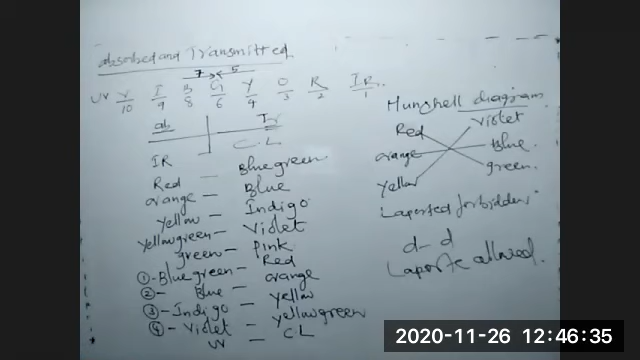 absorbed and Transmitted
7 → ← 5
UV V/10 I/9 B/8 G/6 Y/4 O/3 R/2 IR/1
ab Tr
IR C.L
Red — Bluegreen
orange — Blue
Yellow — Indigo
Yellowgreen — Violet
green — Pink
① - Bluegreen — Red
② - Blue — orange
③ - Indigo — Yellow
④ - Violet — yellowgreen
UV — CL
Munshell diagram
Red Violet
orange Blue
Yellow green
Laported forbidden
d-d
Laporte allowed.
2020-11-26 12:46:35